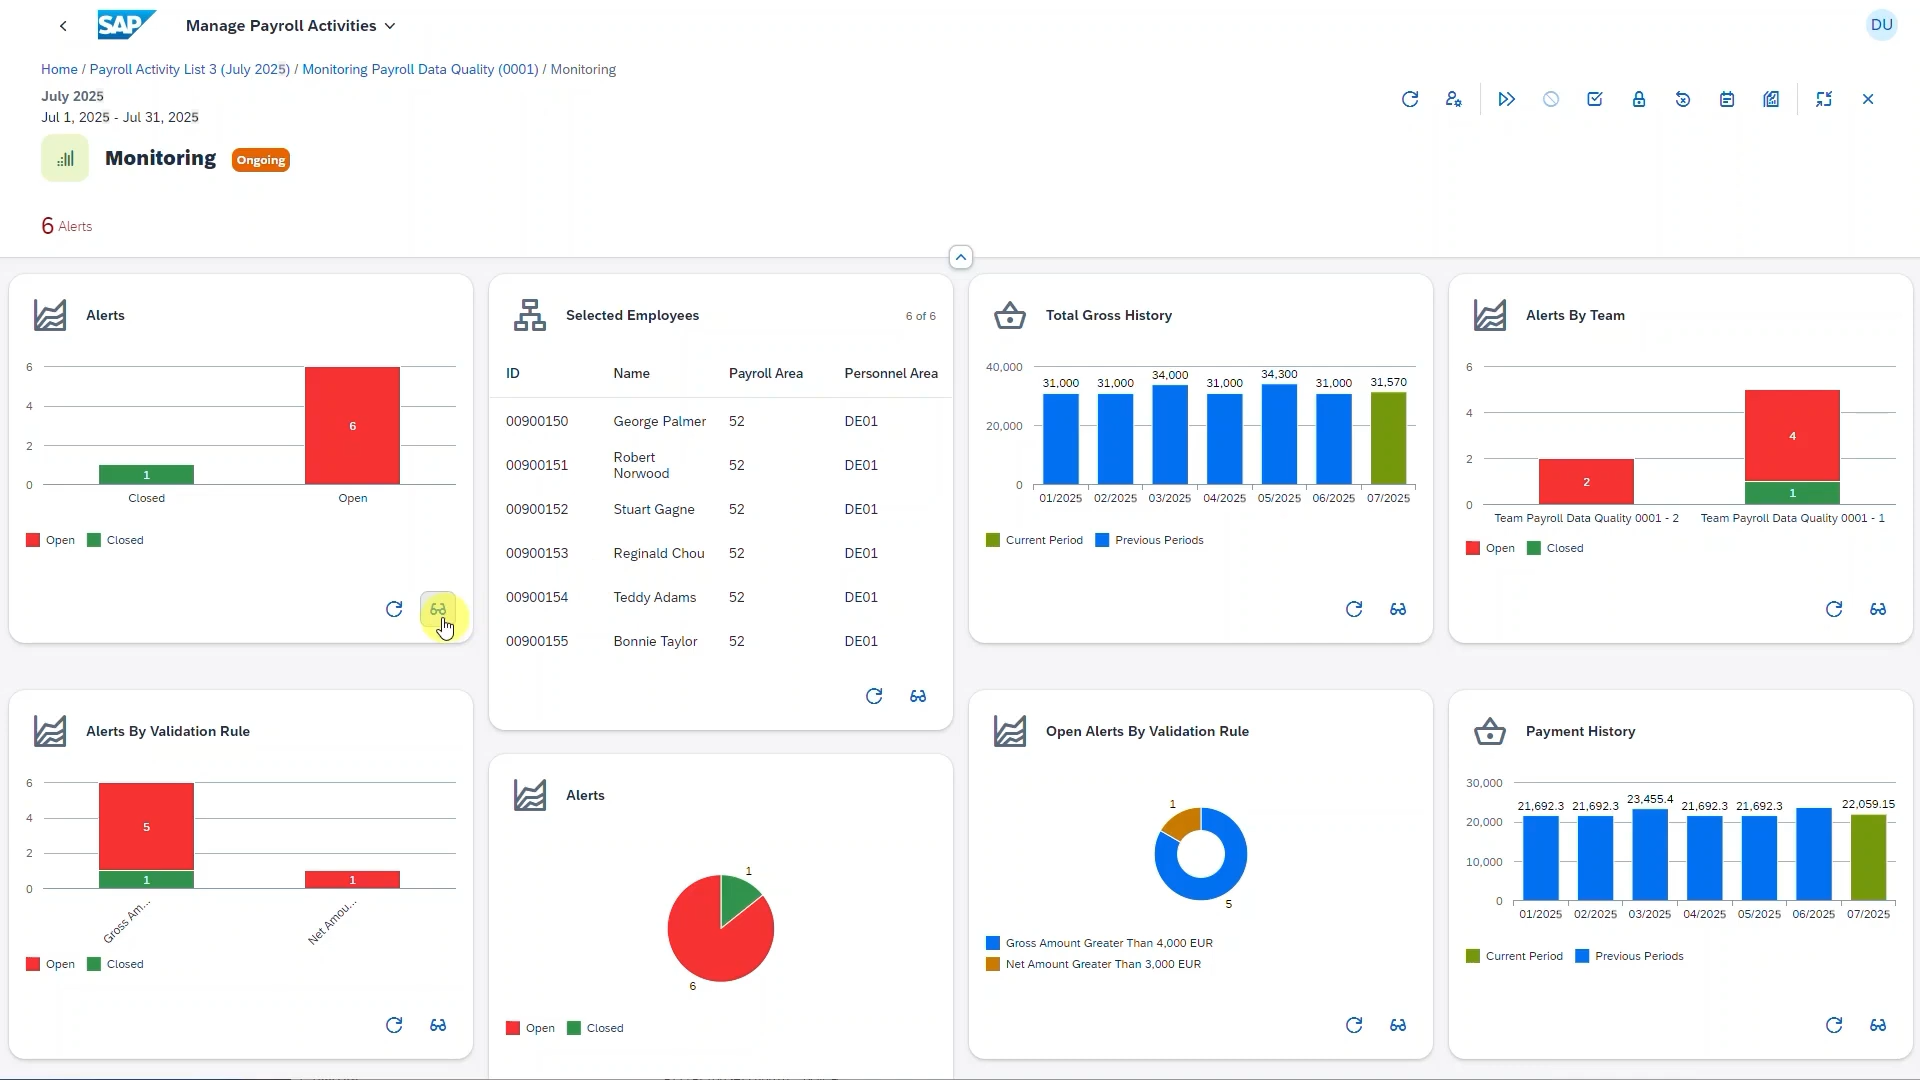 SAP
Manage Payroll Activities
DU
Home / Payroll Activity List 3 (July 2025) / Monitoring Payroll Data Quality (0001) / Monitoring
July 2025
Jul 1, 2025 - Jul 31, 2025
Monitoring
Ongoing
6 Alerts
Alerts
6
4
2
0
6
1
Closed
Open
Open
Closed
Selected Employees
6 of 6
ID Name Payroll Area Personnel Area
00900150 George Palmer 52 DE01
00900151 Robert Norwood 52 DE01
00900152 Stuart Gagne 52 DE01
00900153 Reginald Chou 52 DE01
00900154 Teddy Adams 52 DE01
00900155 Bonnie Taylor 52 DE01
Total Gross History
40,000
20,000
0
31,000 31,000 34,000 31,000 34,300 31,000 31,570
01/2025 02/2025 03/2025 04/2025 05/2025 06/2025 07/2025
Current Period
Previous Periods
Alerts By Team
6
4
2
0
2
4
1
Team Payroll Data Quality 0001 - 2
Team Payroll Data Quality 0001 - 1
Open
Closed
Alerts By Validation Rule
6
4
2
0
5
1
1
Gross Am...
Net Amou...
Open
Closed
Alerts
1
6
Open
Closed
Open Alerts By Validation Rule
1
5
Gross Amount Greater Than 4,000 EUR
Net Amount Greater Than 3,000 EUR
Payment History
30,000
20,000
10,000
0
21,692.3 21,692.3 23,455.4 21,692.3 21,692.3 22,059.15
01/2025 02/2025 03/2025 04/2025 05/2025 06/2025 07/2025
Current Period
Previous Periods